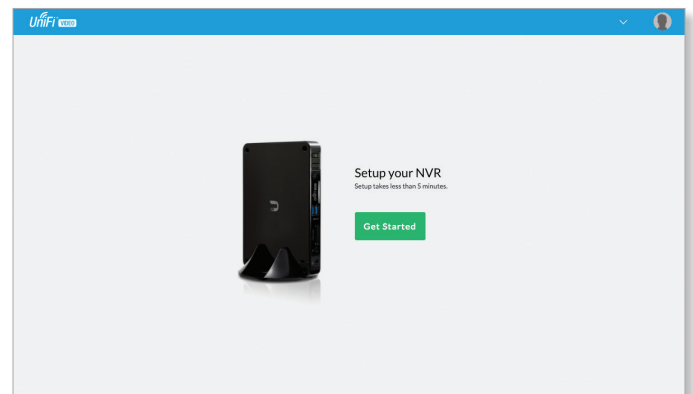 UniFi VIDEO
Setup your NVR
Setup takes less than 5 minutes.
Get Started